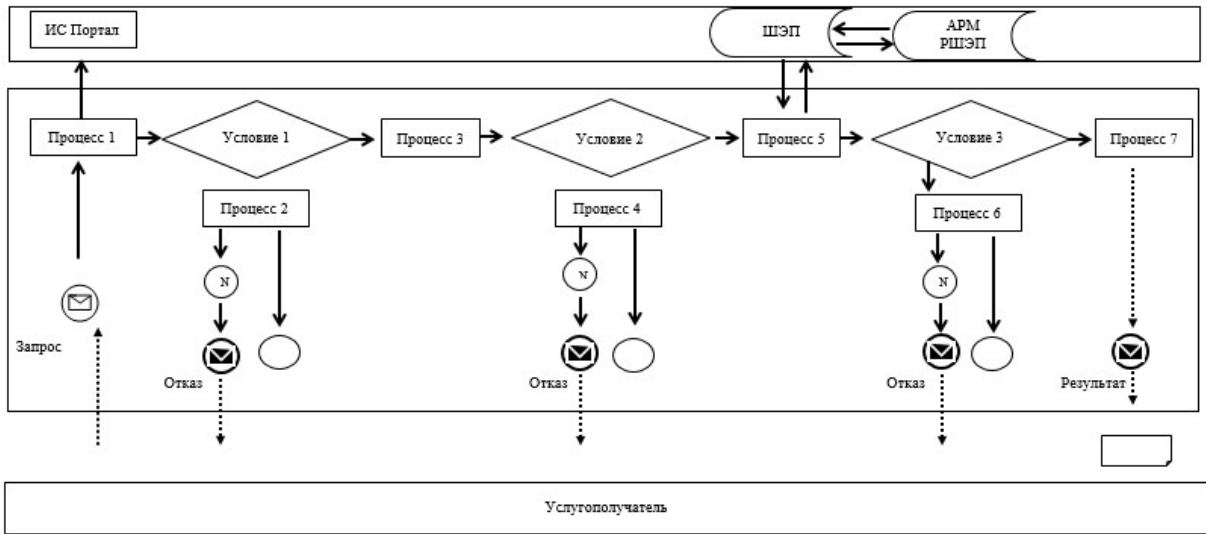 ИС Портал
ШЭП
АРМ
РШЭП
Процесс 1
Условие 1
Процесс 3
Условие 2
Процесс 5
Условие 3
Процесс 7
Процесс 2
Процесс 4
Процесс 6
N
N
N
Запрос
Отказ
Отказ
Отказ
Результат
Услугополучатель